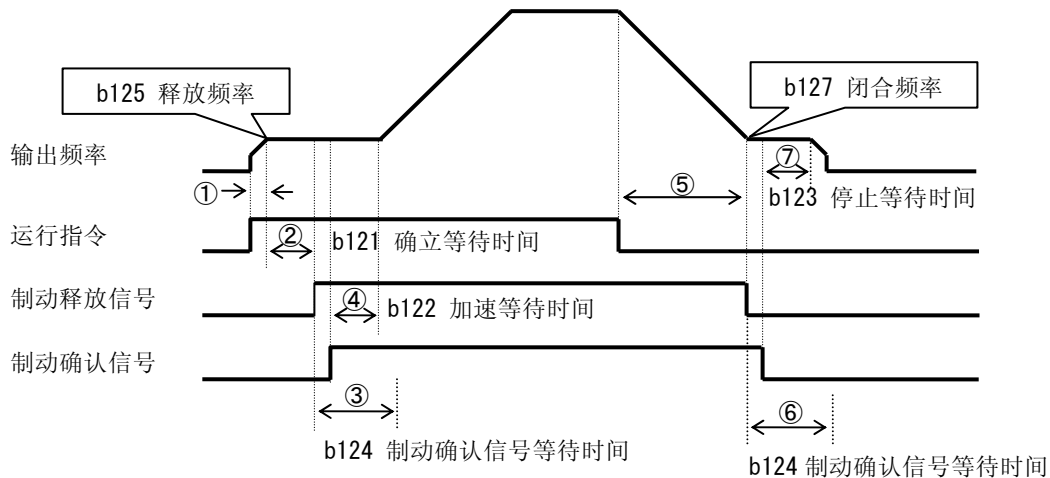 b125 释放频率
b127 闭合频率
输出频率
⑦
①
⑤
b123 停止等待时间
运行指令
②
b121 确立等待时间
制动释放信号
④
b122 加速等待时间
制动确认信号
③
⑥
b124 制动确认信号等待时间
b124 制动确认信号等待时间